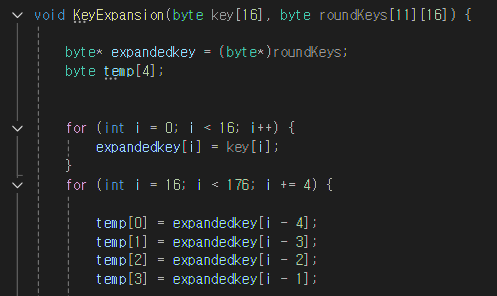 void KeyExpansion(byte key[16], byte roundKeys[11][16]) {
byte* expandedkey = (byte*)roundKeys;
byte temp[4];
for (int i = 0; i < 16; i++) {
expandedkey[i] = key[i];
}
for (int i = 16; i < 176; i += 4) {
temp[0] = expandedkey[i - 4];
temp[1] = expandedkey[i - 3];
temp[2] = expandedkey[i - 2];
temp[3] = expandedkey[i - 1];